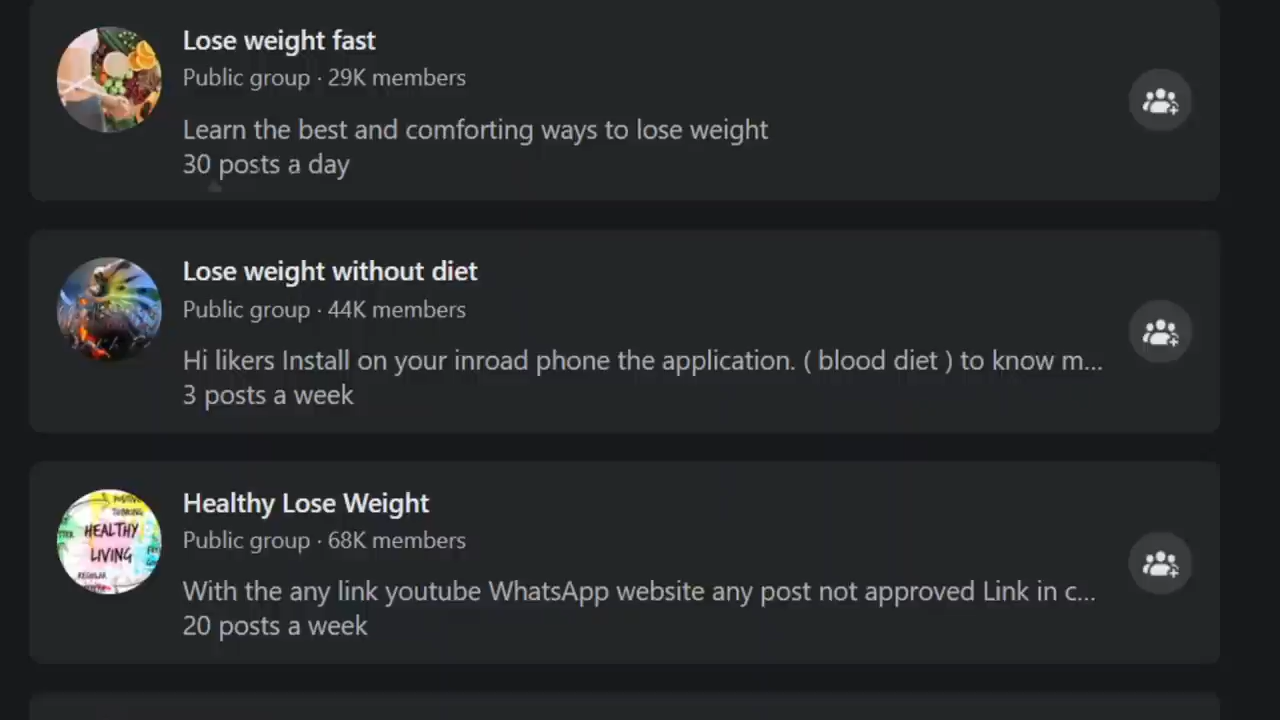 Lose weight fast
Public group · 29K members
Learn the best and comforting ways to lose weight
30 posts a day
Lose weight without diet
Public group · 44K members
Hi likers Install on your inroad phone the application. ( blood diet ) to know m...
3 posts a week
Healthy Lose Weight
Public group · 68K members
With the any link youtube WhatsApp website any post not approved Link in c...
20 posts a week
HEALTHY
LIVING